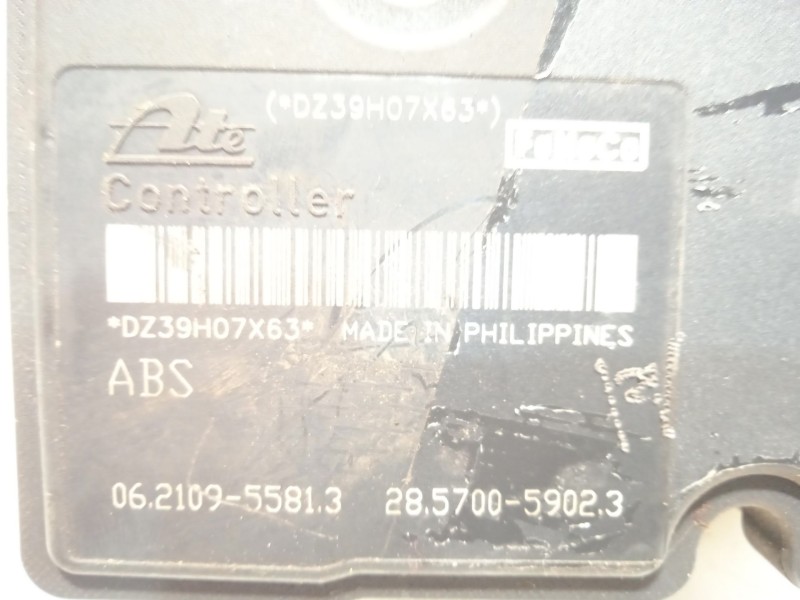 (*DZ39H07X63*)
Ate
Controller
*DZ39H07X63* MADE IN PHILIPPINES
ABS
06.2109-5581.3 28.5700-5902.3